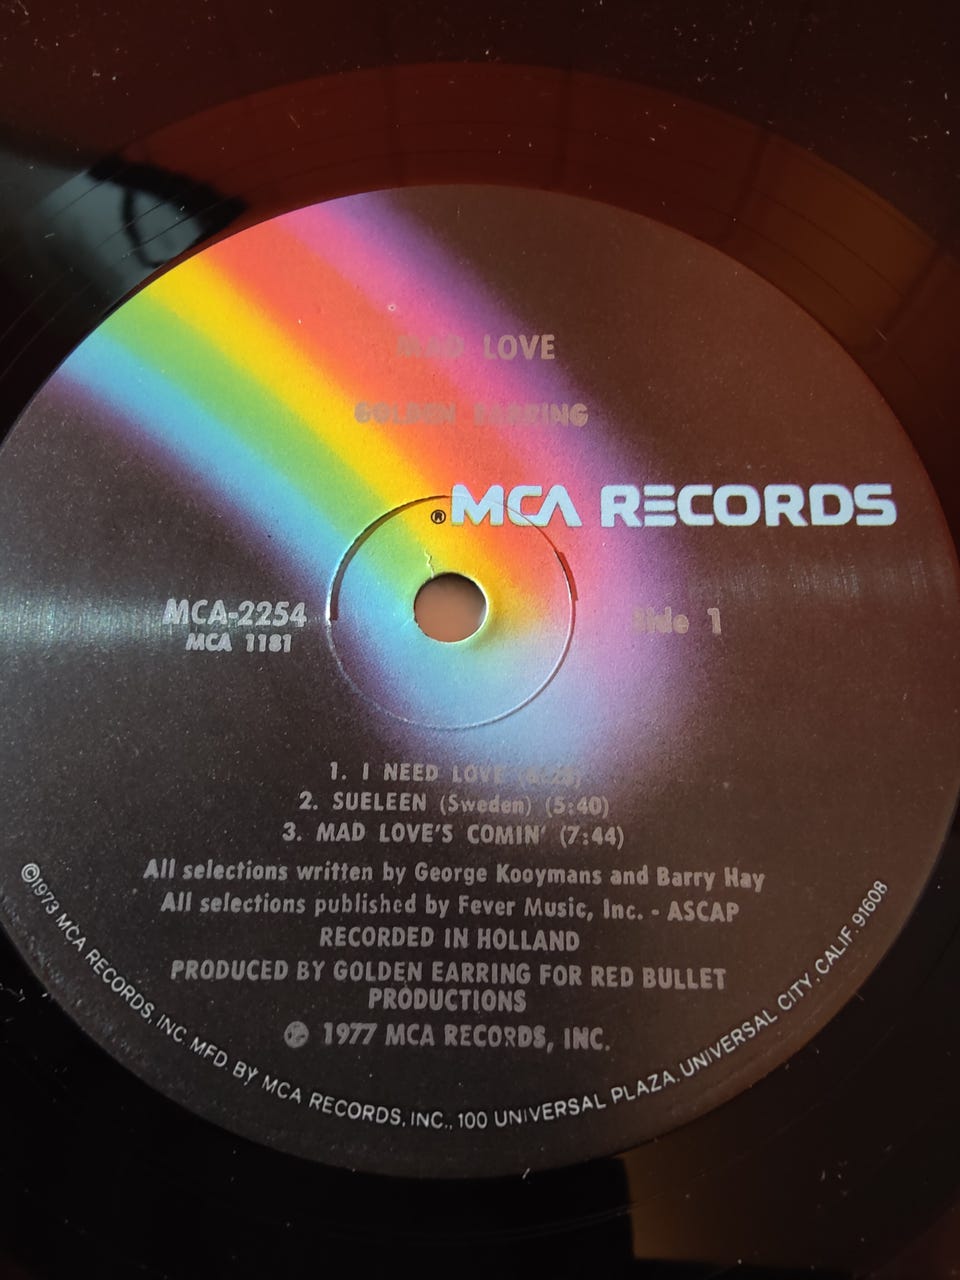 MAD LOVE
GOLDEN EARRING
® MCA RECORDS
MCA-2254
MCA 1181
Side 1
1. I NEED LOVE
2. SUELEEN (Sweden) (5:40)
3. MAD LOVE'S COMIN' (7:44)
All selections written by George Kooymans and Barry Hay
All selections published by Fever Music, Inc. - ASCAP
RECORDED IN HOLLAND
PRODUCED BY GOLDEN EARRING FOR RED BULLET
PRODUCTIONS
℗ 1977 MCA RECORDS, INC.
©1973 MCA RECORDS, INC. MFD. BY MCA RECORDS, INC., 100 UNIVERSAL PLAZA. UNIVERSAL CITY, CALIF. 91608